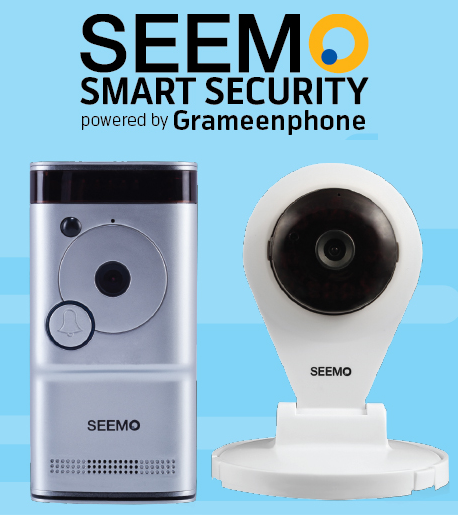 SEEMO
SMART SECURITY
powered by Grameenphone
SEEMO
SEEMO